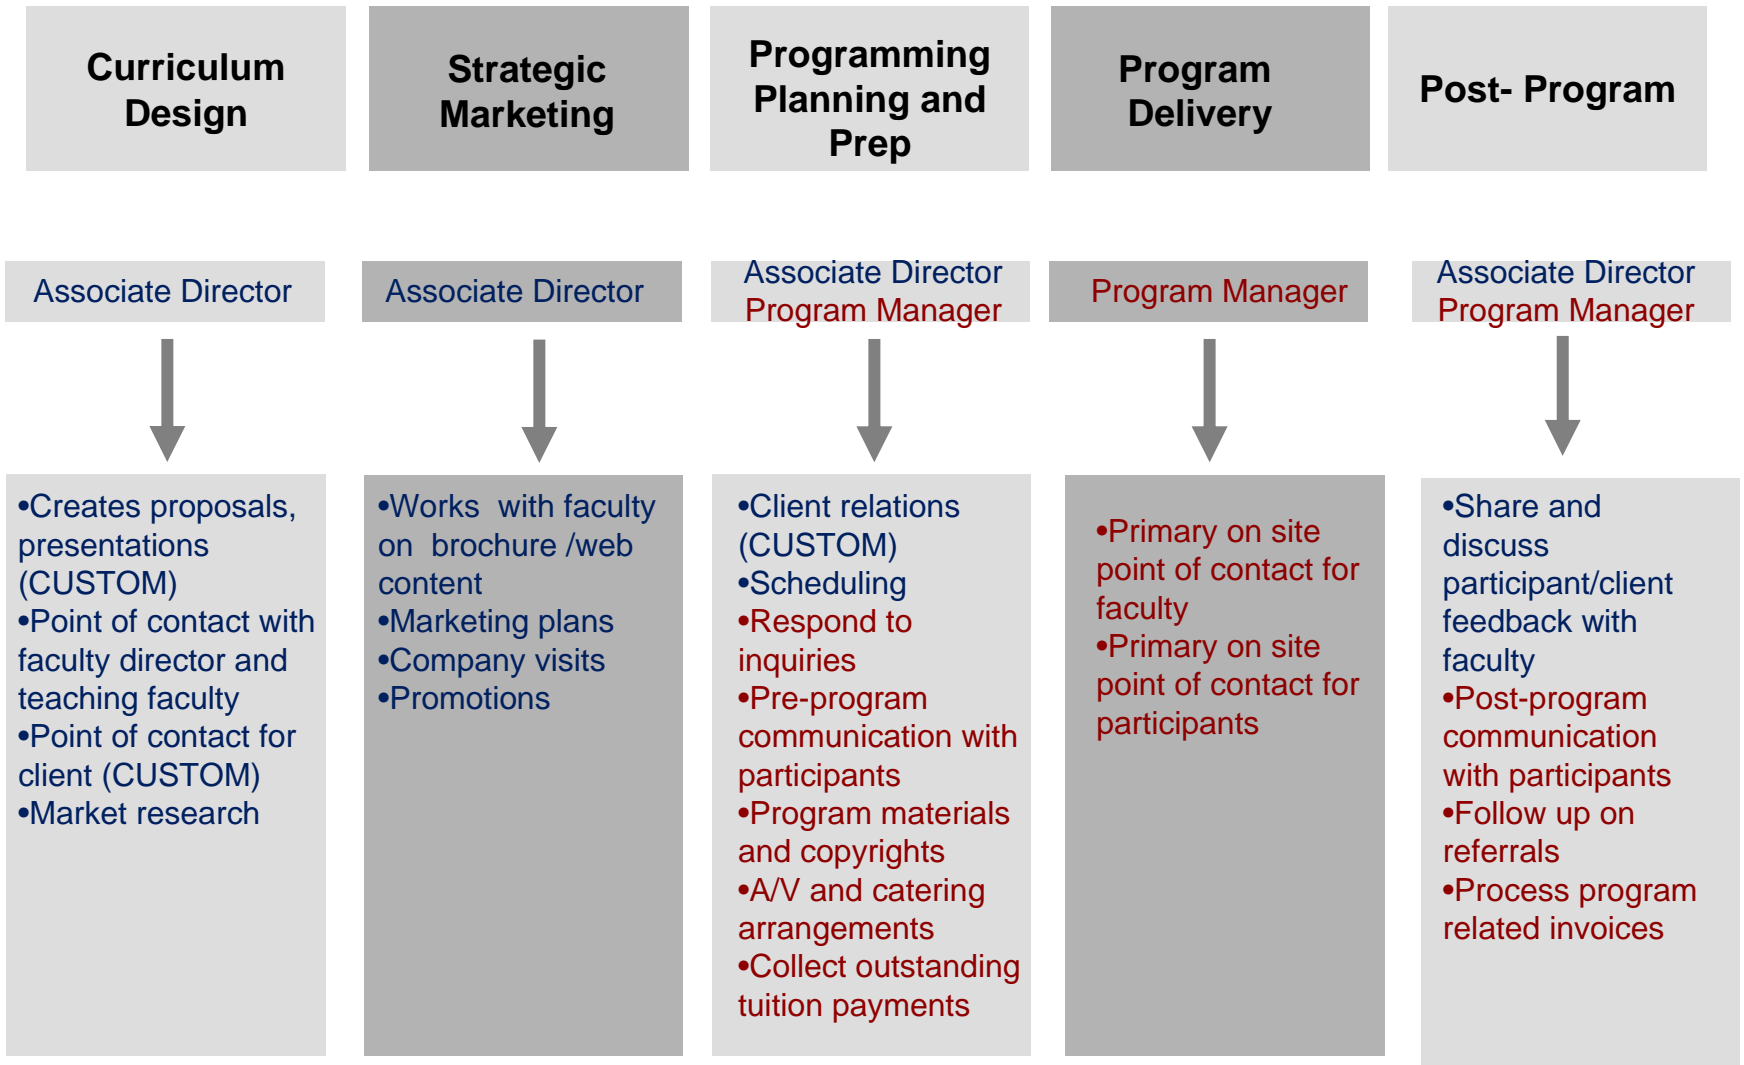 Curriculum
Design
Strategic
Marketing
Programming
Planning and
Prep
Program
Delivery
Post- Program
Associate Director
Associate Director
Associate Director
Program Manager
Program Manager
Associate Director
Program Manager
•Creates proposals,
presentations
(CUSTOM)
•Point of contact with
faculty director and
teaching faculty
•Point of contact for
client (CUSTOM)
•Market research
•Works  with faculty
on  brochure /web
content
•Marketing plans
•Company visits
•Promotions
•Client relations
(CUSTOM)
•Scheduling
•Respond to
inquiries
•Pre-program
communication with
participants
•Program materials
and copyrights
•A/V and catering
arrangements
•Collect outstanding
tuition payments
•Primary on site
point of contact for
faculty
•Primary on site
point of contact for
participants
•Share and
discuss
participant/client
feedback with
faculty
•Post-program
communication
with participants
•Follow up on
referrals
•Process program
related invoices